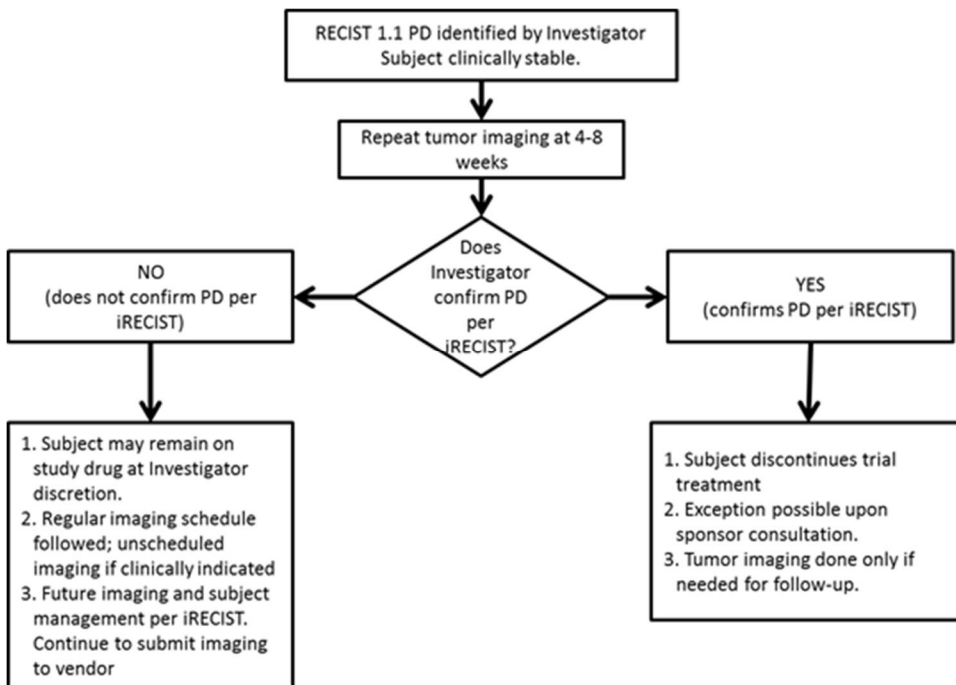 RECIST 1.1 PD identified by Investigator
Subject clinically stable.
Repeat tumor imaging at 4-8
weeks
Does
Investigator
confirm PD
per
iRECIST?
NO
(does not confirm PD per
iRECIST)
YES
(confirms PD per iRECIST)
1. Subject may remain on
study drug at Investigator
discretion.
2. Regular imaging schedule
followed; unscheduled
imaging if clinically indicated
3. Future imaging and subject
management per iRECIST.
Continue to submit imaging
to vendor
1. Subject discontinues trial
treatment
2. Exception possible upon
sponsor consultation.
3. Tumor imaging done only if
needed for follow-up.